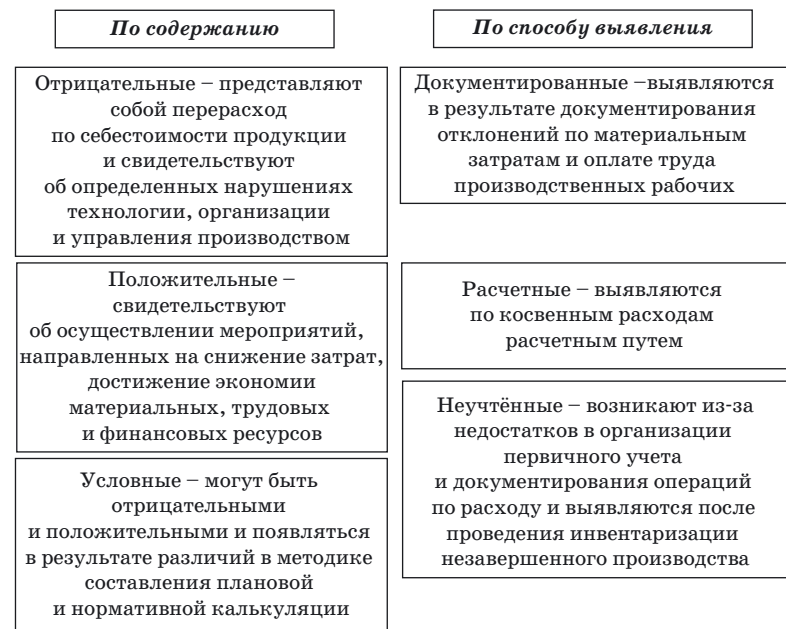 По содержанию
Отрицательные – представляют
собой перерасход
по себестоимости продукции
и свидетельствуют
об определенных нарушениях
технологии, организации
и управления производством
Положительные –
свидетельствуют
об осуществлении мероприятий,
направленных на снижение затрат,
достижение экономии
материальных, трудовых
и финансовых ресурсов
Условные – могут быть
отрицательными
и положительными и появляться
в результате различий в методике
составления плановой
и нормативной калькуляции
По способу выявления
Документированные –выявляются
в результате документирования
отклонений по материальным
затратам и оплате труда
производственных рабочих
Расчетные – выявляются
по косвенным расходам
расчетным путем
Неучтённые – возникают из-за
недостатков в организации
первичного учета
и документирования операций
по расходу и выявляются после
проведения инвентаризации
незавершенного производства